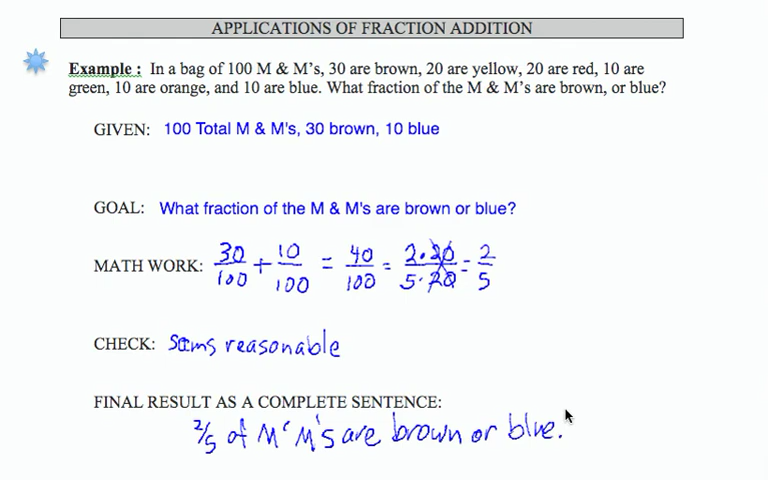 APPLICATIONS OF FRACTION ADDITION
Example : In a bag of 100 M & M's, 30 are brown, 20 are yellow, 20 are red, 10 are
green, 10 are orange, and 10 are blue. What fraction of the M & M's are brown, or blue?
GIVEN: 100 Total M & M's, 30 brown, 10 blue
GOAL: What fraction of the M & M's are brown or blue?
MATH WORK: 30/100 + 10/100 = 40/100 = 2·20/5·20 = 2/5
CHECK: seems reasonable
FINAL RESULT AS A COMPLETE SENTENCE:
2/5 of M'M's are brown or blue.